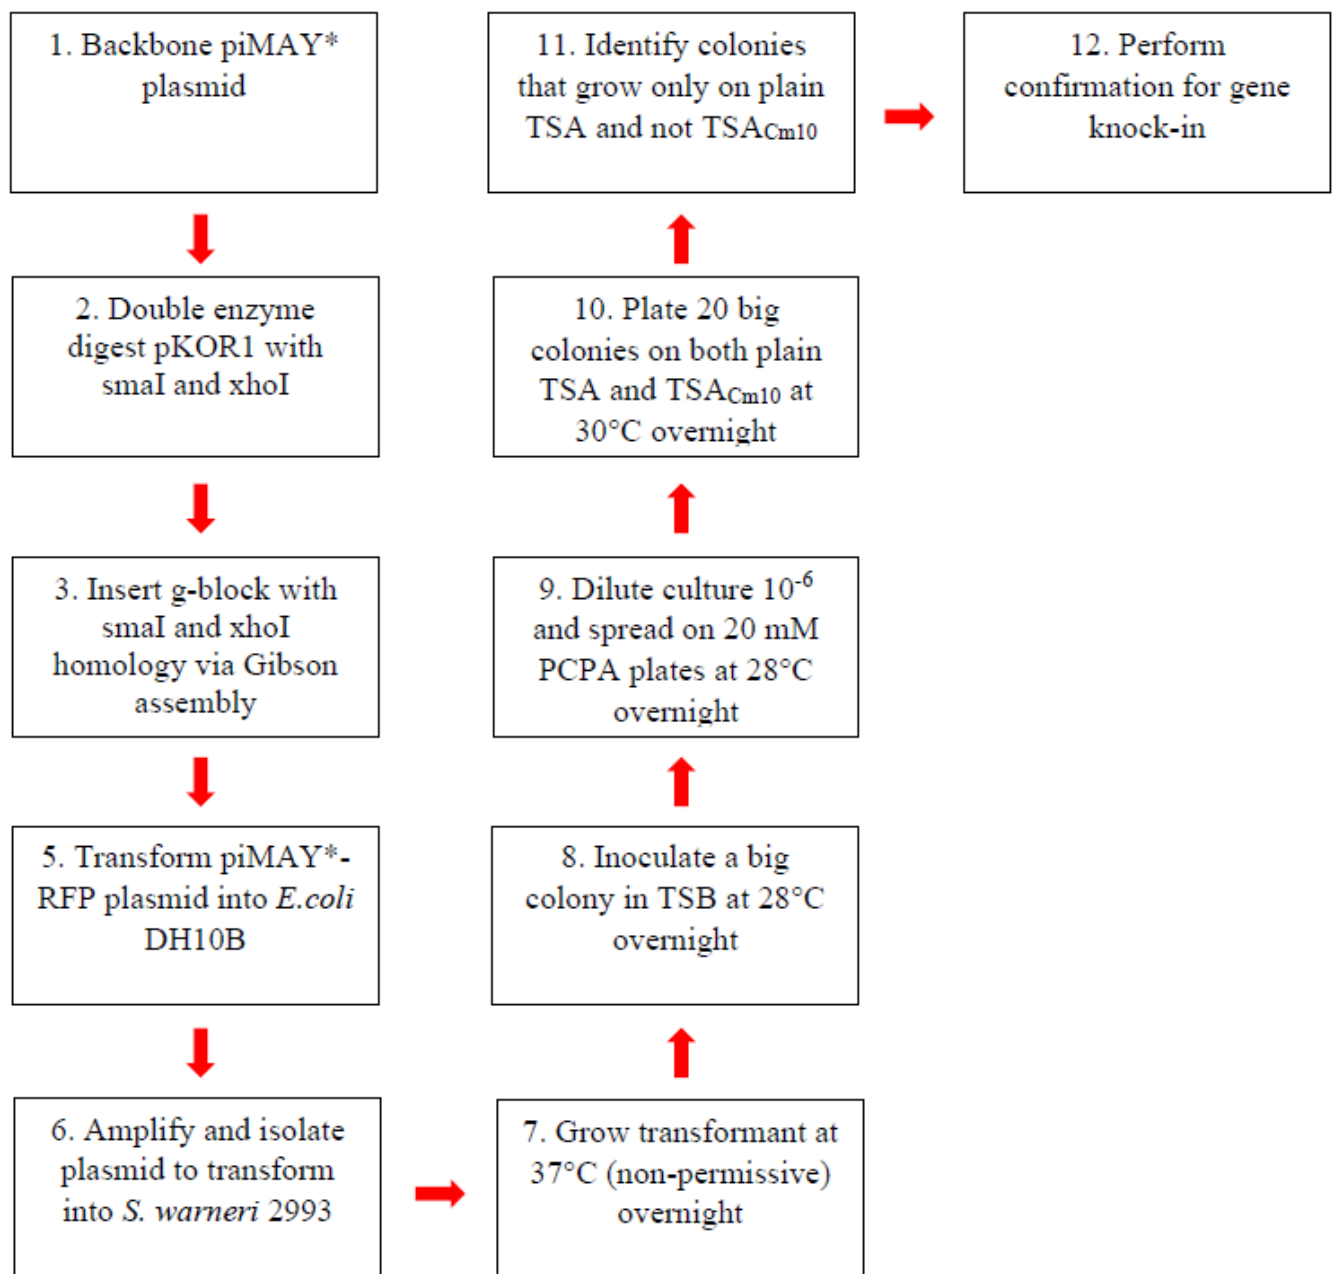 1. Backbone piMAY*
plasmid
2. Double enzyme
digest pKOR1 with
smaI and xhoI
3. Insert g-block with
smaI and xhoI
homology via Gibson
assembly
5. Transform piMAY*-
RFP plasmid into E.coli
DH10B
6. Amplify and isolate
plasmid to transform
into S. warneri 2993
7. Grow transformant at
37°C (non-permissive)
overnight
8. Inoculate a big
colony in TSB at 28°C
overnight
9. Dilute culture 10-6
and spread on 20 mM
PCPA plates at 28°C
overnight
10. Plate 20 big
colonies on both plain
TSA and TSACm10 at
30°C overnight
11. Identify colonies
that grow only on plain
TSA and not TSACm10
12. Perform
confirmation for gene
knock-in